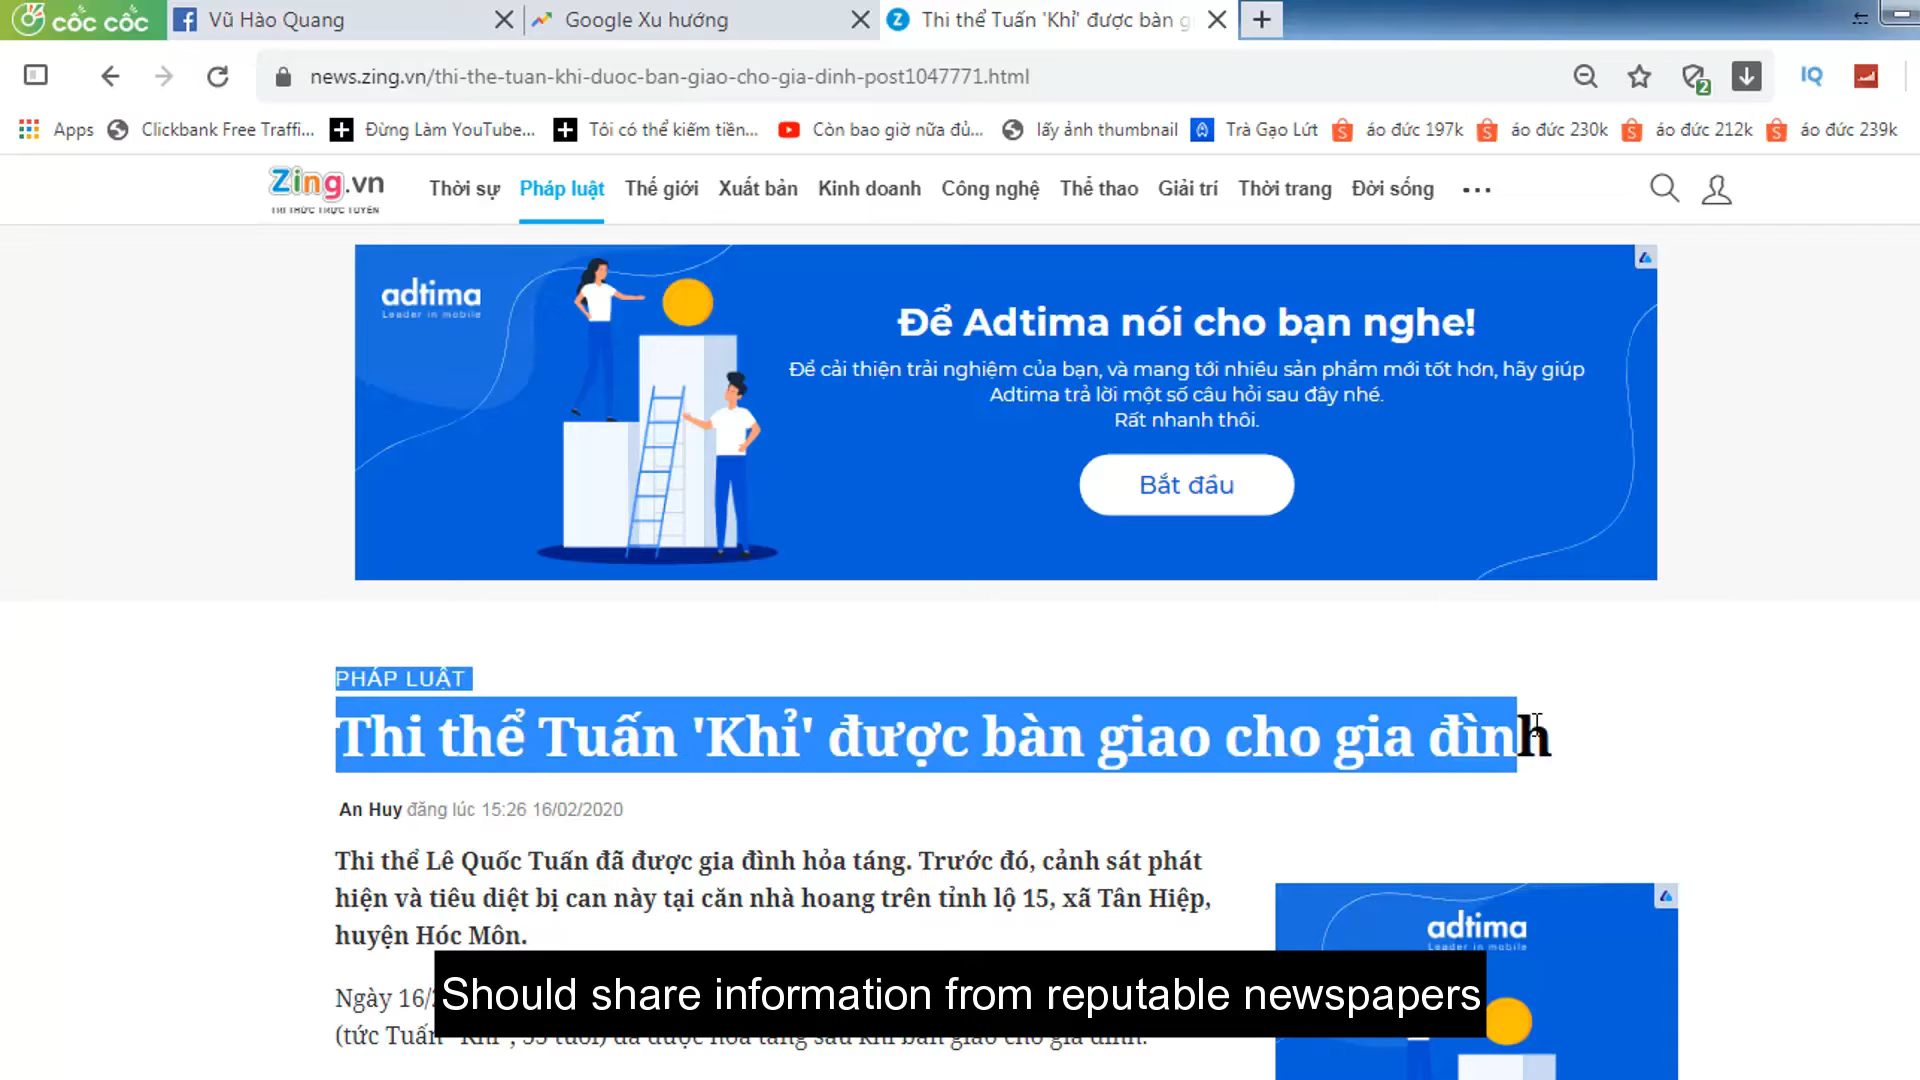 cốc cốc
Vũ Hào Quang
Google Xu hướng
Thi thể Tuấn 'Khỉ' được bàn g
news.zing.vn/thi-the-tuan-khi-duoc-ban-giao-cho-gia-dinh-post1047771.html
2
IQ
Apps
Clickbank Free Traffi...
Đừng Làm YouTube...
Tôi có thể kiếm tiền...
Còn bao giờ nữa đủ...
lấy ảnh thumbnail
Trà Gạo Lứt
áo đức 197k
áo đức 230k
áo đức 212k
áo đức 239k
Zing.vn
TRI THỨC TRỰC TUYẾN
Thời sự
Pháp luật
Thế giới
Xuất bản
Kinh doanh
Công nghệ
Thể thao
Giải trí
Thời trang
Đời sống
adtima
Leader in mobile
Để Adtima nói cho bạn nghe!
Để cải thiện trải nghiệm của bạn, và mang tới nhiều sản phẩm mới tốt hơn, hãy giúp
Adtima trả lời một số câu hỏi sau đây nhé.
Rất nhanh thôi.
Bắt đầu
PHÁP LUẬT
Thi thể Tuấn 'Khỉ' được bàn giao cho gia đình
An Huy đăng lúc 15:26 16/02/2020
Thi thể Lê Quốc Tuấn đã được gia đình hỏa táng. Trước đó, cảnh sát phát
hiện và tiêu diệt bị can này tại căn nhà hoang trên tỉnh lộ 15, xã Tân Hiệp,
huyện Hóc Môn.
adtima
Leader in mobile
Ngày 16/
Should share information from reputable newspapers
(tức Tuấn